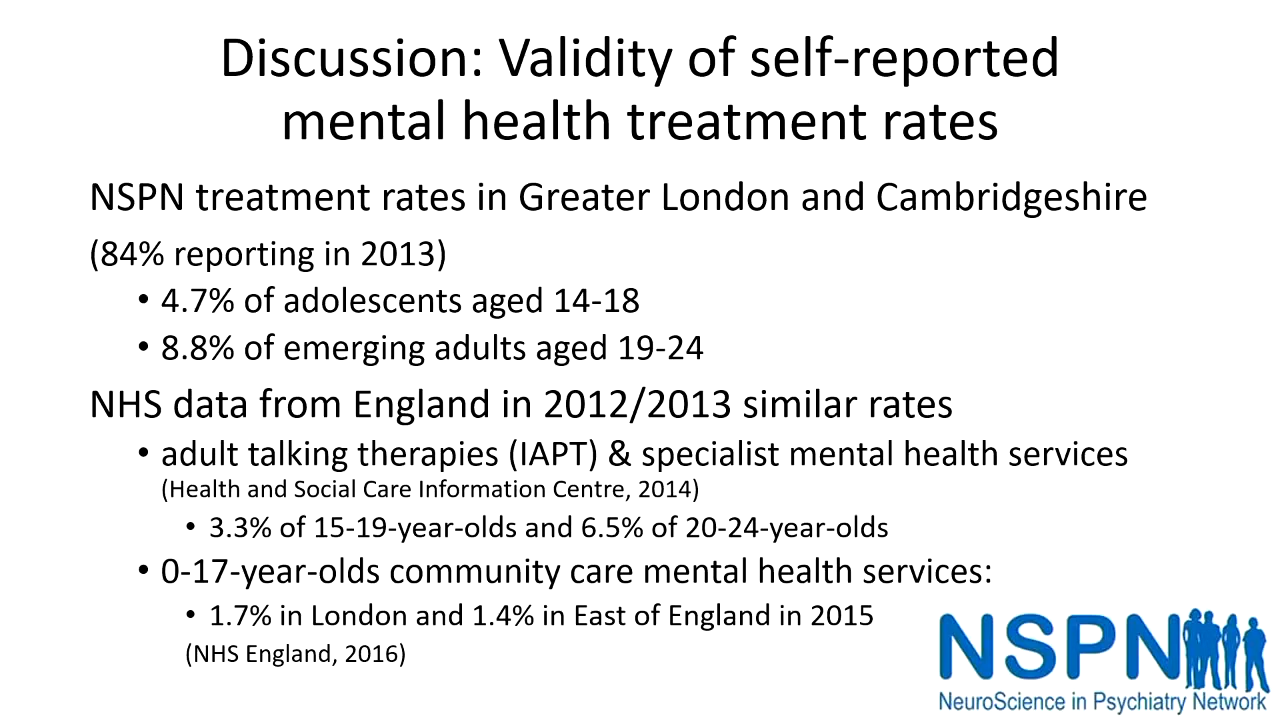 Discussion: Validity of self-reported
mental health treatment rates
NSPN treatment rates in Greater London and Cambridgeshire
(84% reporting in 2013)
• 4.7% of adolescents aged 14-18
• 8.8% of emerging adults aged 19-24
NHS data from England in 2012/2013 similar rates
• adult talking therapies (IAPT) & specialist mental health services
(Health and Social Care Information Centre, 2014)
• 3.3% of 15-19-year-olds and 6.5% of 20-24-year-olds
• 0-17-year-olds community care mental health services:
• 1.7% in London and 1.4% in East of England in 2015
(NHS England, 2016)
NSPN
NeuroScience in Psychiatry Network